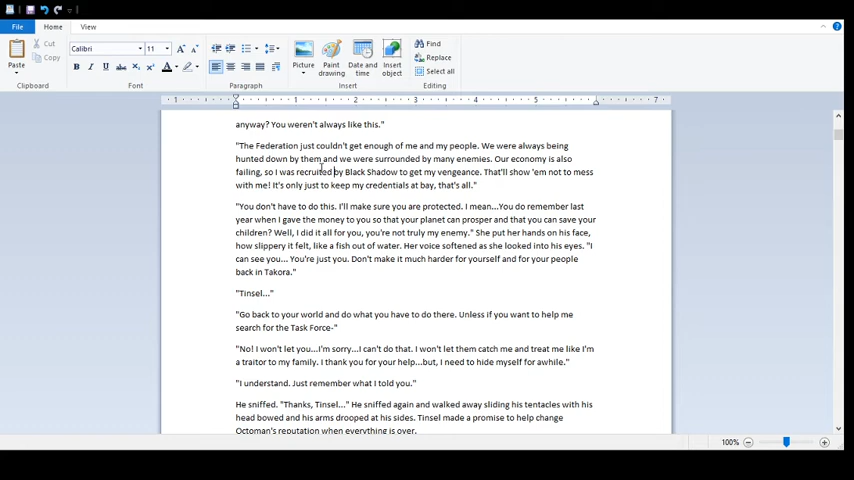 File Home View
Paste
Cut
Copy
Clipboard
Calibri 11
B I U abc X₂ X² A
Font
Paragraph
Picture
Paint drawing
Date and time
Insert object
Insert
Find
Replace
Select all
Editing
1 1 2 3 4 5 7
anyway? You weren't always like this."
"The Federation just couldn't get enough of me and my people. We were always being
hunted down by them and we were surrounded by many enemies. Our economy is also
failing, so I was recruited by Black Shadow to get my vengeance. That'll show 'em not to mess
with me! It's only just to keep my credentials at bay, that's all."
"You don't have to do this. I'll make sure you are protected. I mean...You do remember last
year when I gave the money to you so that your planet can prosper and that you can save your
children? Well, I did it all for you, you're not truly my enemy." She put her hands on his face,
how slippery it felt, like a fish out of water. Her voice softened as she looked into his eyes. "I
can see you... You're just you. Don't make it much harder for yourself and for your people
back in Takora."
"Tinsel..."
"Go back to your world and do what you have to do there. Unless if you want to help me
search for the Task Force-"
"No! I won't let you...I'm sorry...I can't do that. I won't let them catch me and treat me like I'm
a traitor to my family. I thank you for your help...but, I need to hide myself for awhile."
"I understand. Just remember what I told you."
He sniffed. "Thanks, Tinsel..." He sniffed again and walked away sliding his tentacles with his
head bowed and his arms drooped at his sides. Tinsel made a promise to help change
Octoman's reputation when everything is over.
100%